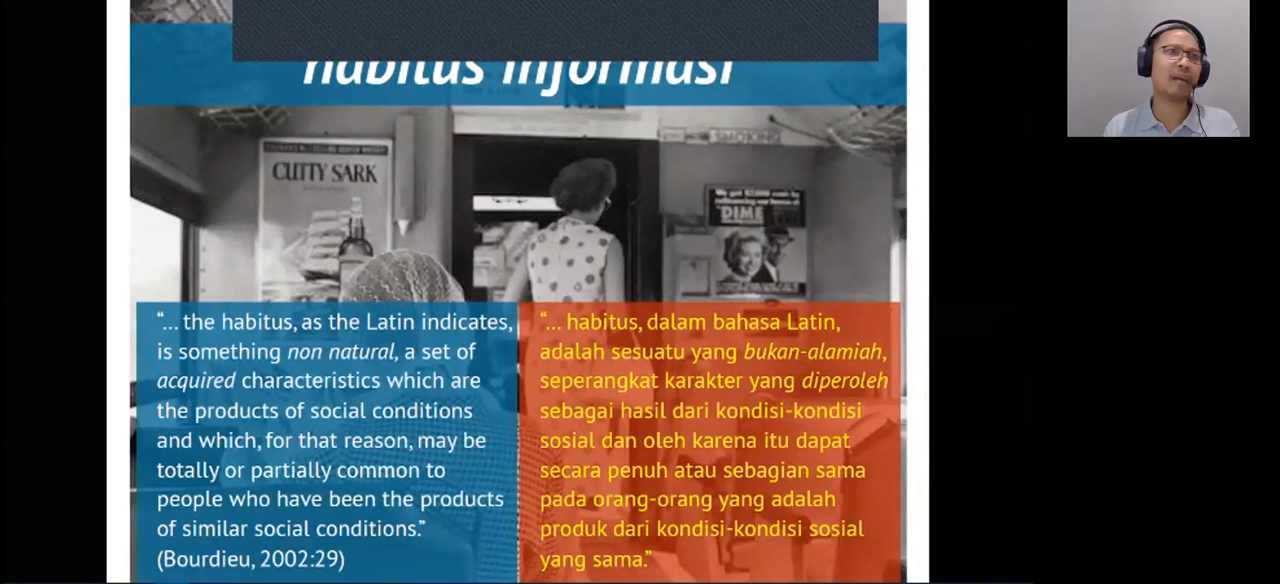 habitus informasi
CUTTY SARK
SMOKING
DIME
“... the habitus, as the Latin indicates,
is something non natural, a set of
acquired characteristics which are
the products of social conditions
and which, for that reason, may be
totally or partially common to
people who have been the products
of similar social conditions.”
(Bourdieu, 2002:29)
“... habitus, dalam bahasa Latin,
adalah sesuatu yang bukan-alamiah,
seperangkat karakter yang diperoleh
sebagai hasil dari kondisi-kondisi
sosial dan oleh karena itu dapat
secara penuh atau sebagian sama
pada orang-orang yang adalah
produk dari kondisi-kondisi sosial
yang sama.”